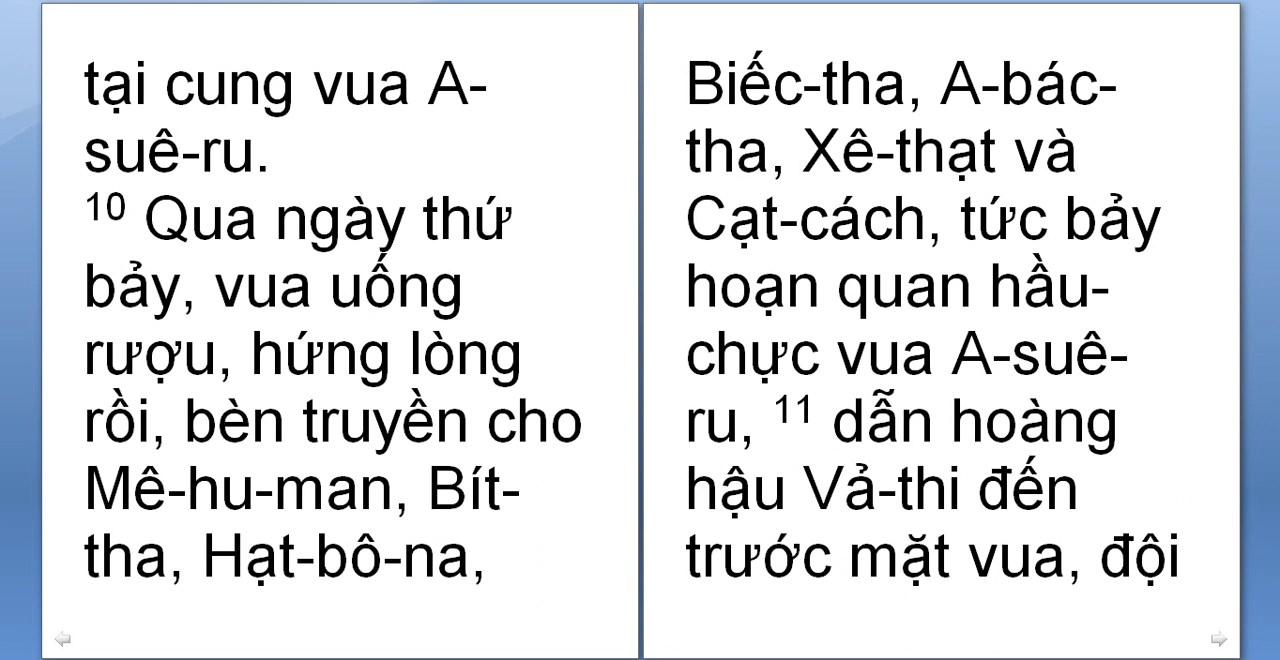 tại cung vua A-
suê-ru.
10 Qua ngày thứ
bảy, vua uống
rượu, hứng lòng
rồi, bèn truyền cho
Mê-hu-man, Bít-
tha, Hạt-bô-na,
Biếc-tha, A-bác-
tha, Xê-thạt và
Cạt-cách, tức bảy
hoạn quan hầu-
chực vua A-suê-
ru, 11 dẫn hoàng
hậu Vả-thi đến
trước mặt vua, đội